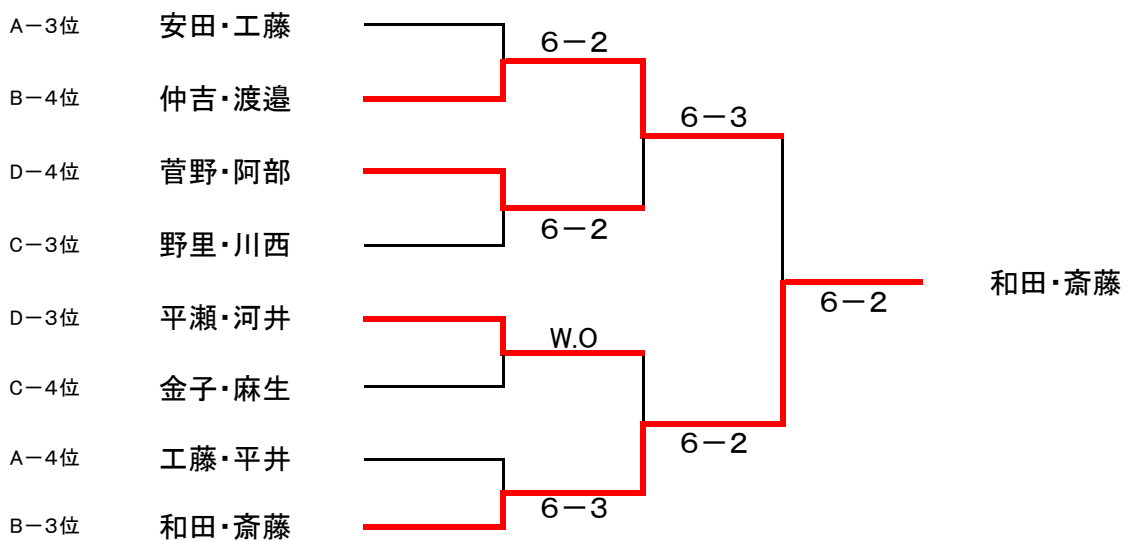 A－3位 安田・工藤
6－2
B－4位 仲吉・渡邉
6－3
D－4位 菅野・阿部
6－2
C－3位 野里・川西
和田・斎藤
6－2
D－3位 平瀬・河井
W.O
C－4位 金子・麻生
6－2
A－4位 工藤・平井
6－3
B－3位 和田・斎藤